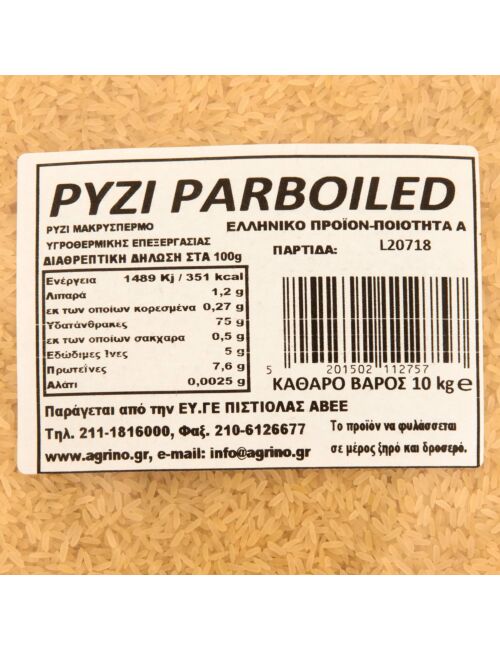 ΡΥΖΙ PARBOILED
ΡΥΖΙ ΜΑΚΡΥΣΠΕΡΜΟ
ΥΓΡΟΘΕΡΜΙΚΗΣ ΕΠΕΞΕΡΓΑΣΙΑΣ
ΔΙΑΘΡΕΠΤΙΚΗ ΔΗΛΩΣΗ ΣΤΑ 100g
ΕΛΛΗΝΙΚΟ ΠΡΟΪΟΝ-ΠΟΙΟΤΗΤΑ Α
ΠΑΡΤΙΔΑ: L20718
Ενέργεια 1489 Kj / 351 kcal
Λιπαρά 1,2 g
εκ των οποίων κορεσμένα 0,27 g
Υδατάνθρακες 75 g
εκ των οποίων σακχαρα 0,5 g
Εδώδιμες Ίνες 5 g
Πρωτεΐνες 7,6 g
Αλάτι 0,0025 g
5 201502 112757
ΚΑΘΑΡΟ ΒΑΡΟΣ 10 kg e
Παράγεται από την ΕΥ.ΓΕ ΠΙΣΤΙΟΛΑΣ ΑΒΕΕ
Τηλ. 211-1816000, Φαξ. 210-6126677
www.agrino.gr, e-mail: info@agrino.gr
Το προϊόν να φυλάσσεται
σε μέρος ξηρό και δροσερό.